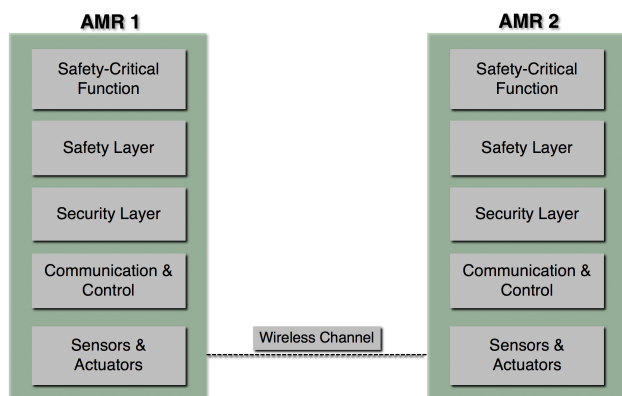 AMR 1
Safety-Critical
Function
Safety Layer
Security Layer
Communication &
Control
Sensors &
Actuators
Wireless Channel
AMR 2
Safety-Critical
Function
Safety Layer
Security Layer
Communication &
Control
Sensors &
Actuators